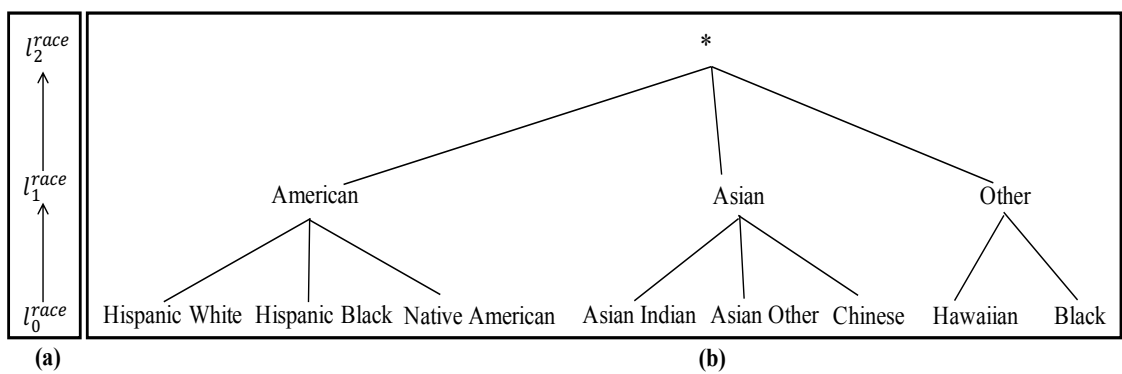 l_2^{race}
*
l_1^{race}
American Asian Other
l_0^{race}
Hispanic White Hispanic Black Native American Asian Indian Asian Other Chinese Hawaiian Black
(a) (b)